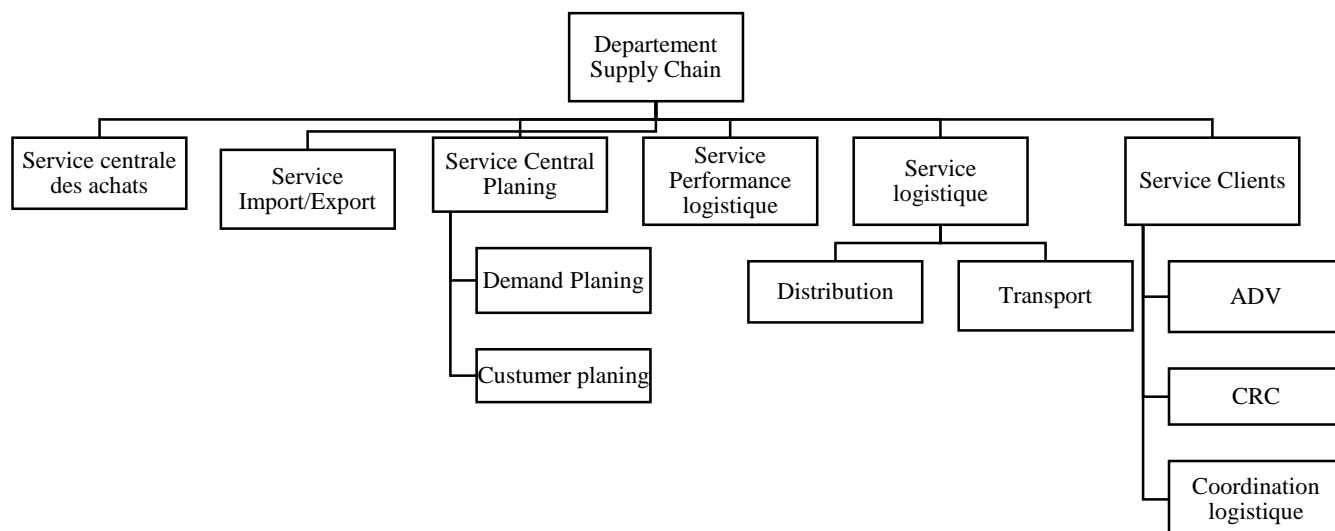 Departement
Supply Chain
Service centrale
des achats
Service
Import/Export
Service Central
Planing
Service
Performance
logistique
Service
logistique
Service Clients
Demand Planing
Custumer planing
Distribution
Transport
ADV
CRC
Coordination
logistique